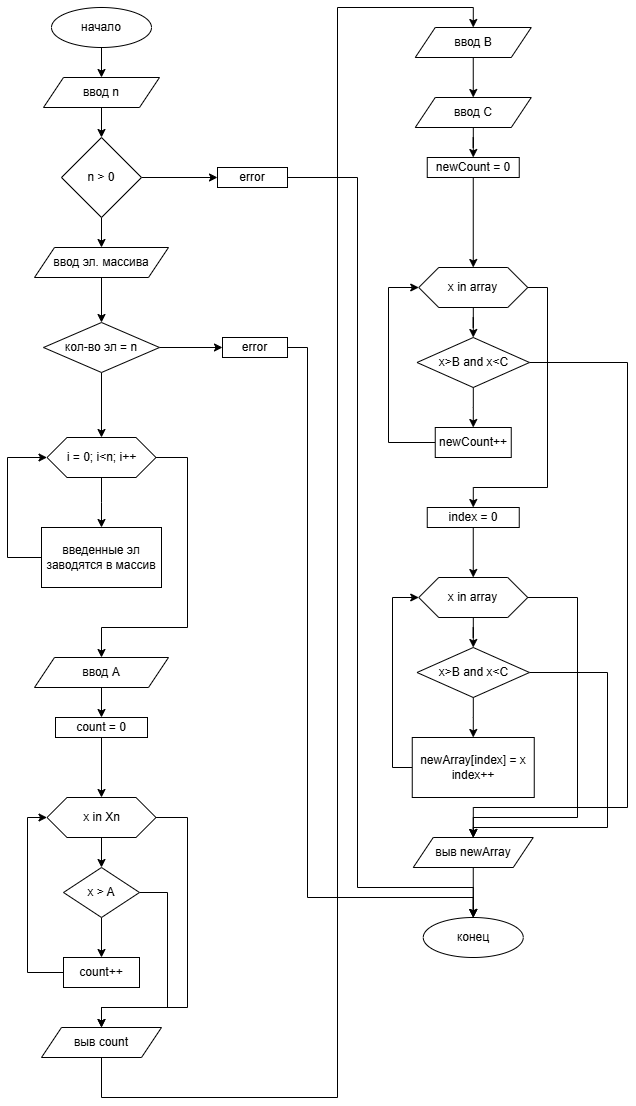 начало
ввод n
n > 0
error
ввод эл. массива
кол-во эл = n
error
i = 0; i<n; i++
введенные эл
заводятся в массив
ввод A
count = 0
x in Xn
x > A
count++
выв count
ввод B
ввод C
newCount = 0
x in array
x>B and x<C
newCount++
index = 0
x in array
x>B and x<C
newArray[index] = x
index++
выв newArray
конец